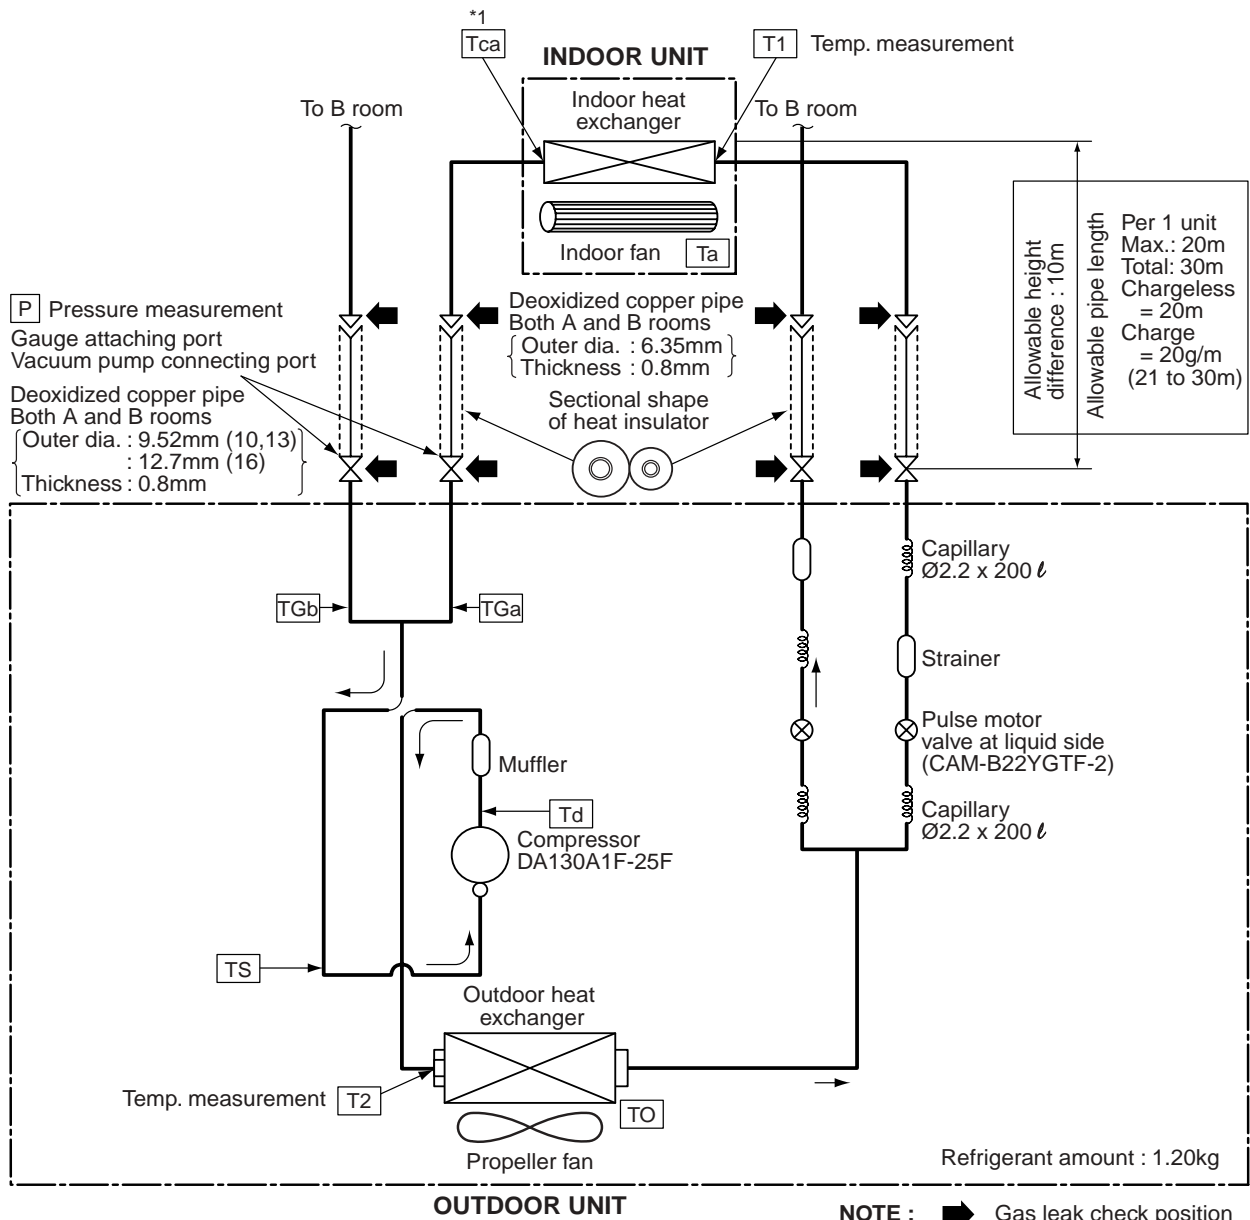 *1
Tca
T1 Temp. measurement
INDOOR UNIT
To B room
Indoor heat
exchanger
To B room
Indoor fan
Ta
Allowable height
difference : 10m
Allowable pipe length
Per 1 unit
Max.: 20m
Total: 30m
Chargeless
= 20m
Charge
= 20g/m
(21 to 30m)
P Pressure measurement
Gauge attaching port
Vacuum pump connecting port
Deoxidized copper pipe
Both A and B rooms
Outer dia. : 9.52mm (10,13)
: 12.7mm (16)
Thickness : 0.8mm
Deoxidized copper pipe
Both A and B rooms
Outer dia. : 6.35mm
Thickness : 0.8mm
Sectional shape
of heat insulator
TGb
TGa
Capillary
Ø2.2 x 200 ℓ
Strainer
Pulse motor
valve at liquid side
(CAM-B22YGTF-2)
Capillary
Ø2.2 x 200 ℓ
Muffler
Td
Compressor
DA130A1F-25F
TS
Outdoor heat
exchanger
Temp. measurement T2
TO
Propeller fan
Refrigerant amount : 1.20kg
OUTDOOR UNIT
NOTE : Gas leak check position